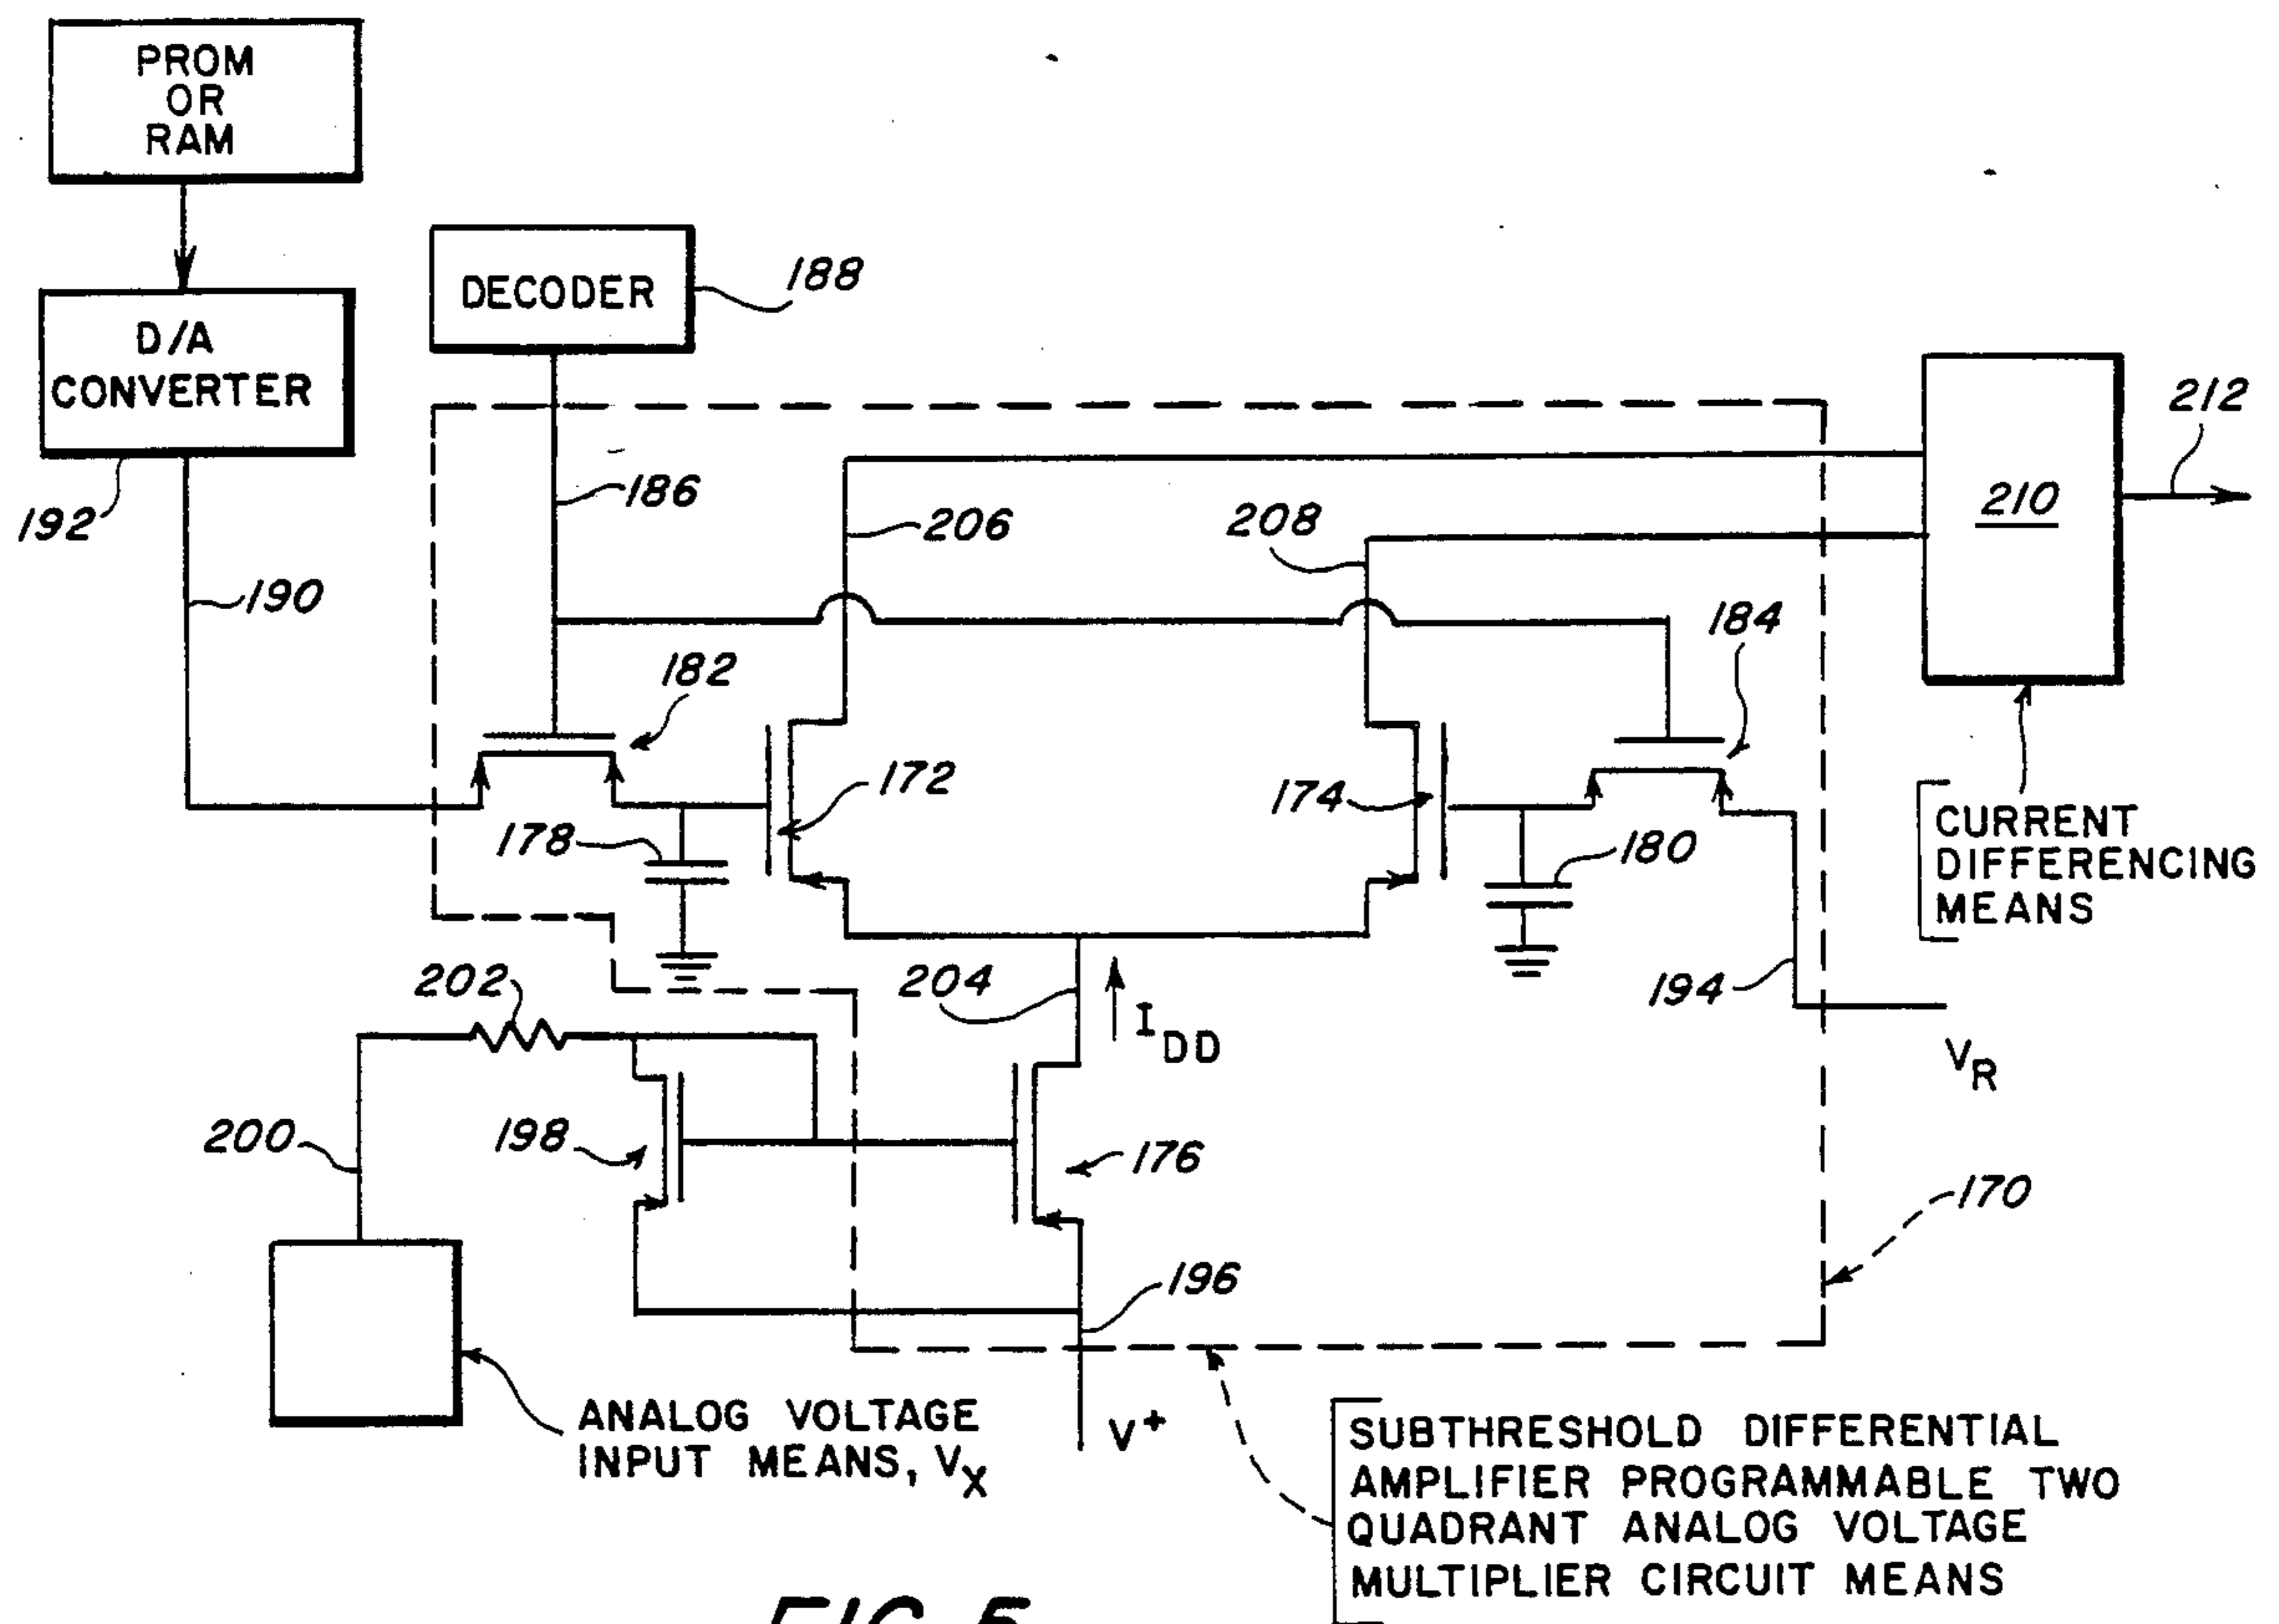 PROM
OR
RAM
D/A
CONVERTER
192
190
DECODER
188
186
206
208
210
212
182
184
172
174
178
180
CURRENT
DIFFERENCING
MEANS
202
204
I_DD
194
V_R
200
198
176
170
196
V+
ANALOG VOLTAGE
INPUT MEANS, V_X
SUBTHRESHOLD DIFFERENTIAL
AMPLIFIER PROGRAMMABLE TWO
QUADRANT ANALOG VOLTAGE
MULTIPLIER CIRCUIT MEANS
FIG. 5